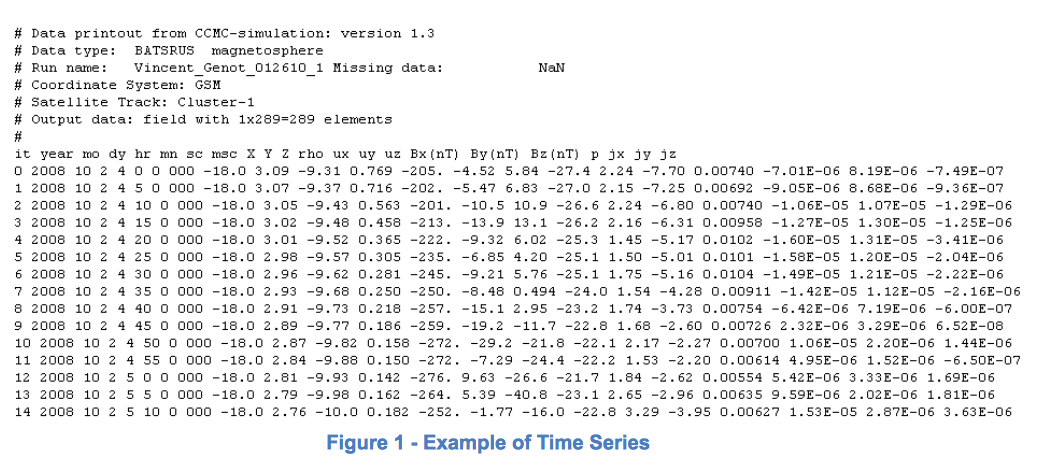 # Data printout from CCMC-simulation: version 1.3
# Data type:  BATSRUS  magnetosphere
# Run name:   Vincent_Genot_012610_1 Missing data:            NaN
# Coordinate System: GSM
# Satellite Track: Cluster-1
# Output data: field with 1x289=289 elements
#
it year mo dy hr mn sc msc X Y Z rho ux uy uz Bx(nT) By(nT) Bz(nT) p jx jy jz
0 2008 10 2 4 0 0 000 -18.0 3.09 -9.31 0.769 -205. -4.52 5.84 -27.4 2.24 -7.70 0.00740 -7.01E-06 8.19E-06 -7.49E-07
1 2008 10 2 4 5 0 000 -18.0 3.07 -9.37 0.716 -202. -5.47 6.83 -27.0 2.15 -7.25 0.00692 -9.05E-06 8.68E-06 -9.36E-07
2 2008 10 2 4 10 0 000 -18.0 3.05 -9.43 0.563 -201. -10.5 10.9 -26.6 2.24 -6.80 0.00740 -1.06E-05 1.07E-05 -1.29E-06
3 2008 10 2 4 15 0 000 -18.0 3.02 -9.48 0.458 -213. -13.9 13.1 -26.2 2.16 -6.31 0.00958 -1.27E-05 1.30E-05 -1.25E-06
4 2008 10 2 4 20 0 000 -18.0 3.01 -9.52 0.365 -222. -9.32 6.02 -25.3 1.45 -5.17 0.0102 -1.60E-05 1.31E-05 -3.41E-06
5 2008 10 2 4 25 0 000 -18.0 2.98 -9.57 0.305 -235. -6.85 4.20 -25.1 1.50 -5.01 0.0101 -1.58E-05 1.20E-05 -2.04E-06
6 2008 10 2 4 30 0 000 -18.0 2.96 -9.62 0.281 -245. -9.21 5.76 -25.1 1.75 -5.16 0.0104 -1.49E-05 1.21E-05 -2.22E-06
7 2008 10 2 4 35 0 000 -18.0 2.93 -9.68 0.250 -250. -8.48 0.494 -24.0 1.54 -4.28 0.00911 -1.42E-05 1.12E-05 -2.16E-06
8 2008 10 2 4 40 0 000 -18.0 2.91 -9.73 0.218 -257. -15.1 2.95 -23.2 1.74 -3.73 0.00754 -6.42E-06 7.19E-06 -6.00E-07
9 2008 10 2 4 45 0 000 -18.0 2.89 -9.77 0.186 -259. -19.2 -11.7 -22.8 1.68 -2.60 0.00726 2.32E-06 3.29E-06 6.52E-08
10 2008 10 2 4 50 0 000 -18.0 2.87 -9.82 0.158 -272. -29.2 -21.8 -22.1 2.17 -2.27 0.00700 1.06E-05 2.20E-06 1.44E-06
11 2008 10 2 4 55 0 000 -18.0 2.84 -9.88 0.150 -272. -7.29 -24.4 -22.2 1.53 -2.20 0.00614 4.95E-06 1.52E-06 -6.50E-07
12 2008 10 2 5 0 0 000 -18.0 2.81 -9.93 0.142 -276. 9.63 -26.6 -21.7 1.84 -2.62 0.00554 5.42E-06 3.33E-06 1.69E-06
13 2008 10 2 5 5 0 000 -18.0 2.79 -9.98 0.162 -264. 5.39 -40.8 -23.1 2.65 -2.96 0.00635 9.59E-06 2.02E-06 1.81E-06
14 2008 10 2 5 10 0 000 -18.0 2.76 -10.0 0.182 -252. -1.77 -16.0 -22.8 3.29 -3.95 0.00627 1.53E-05 2.87E-06 3.63E-06
Figure 1 - Example of Time Series